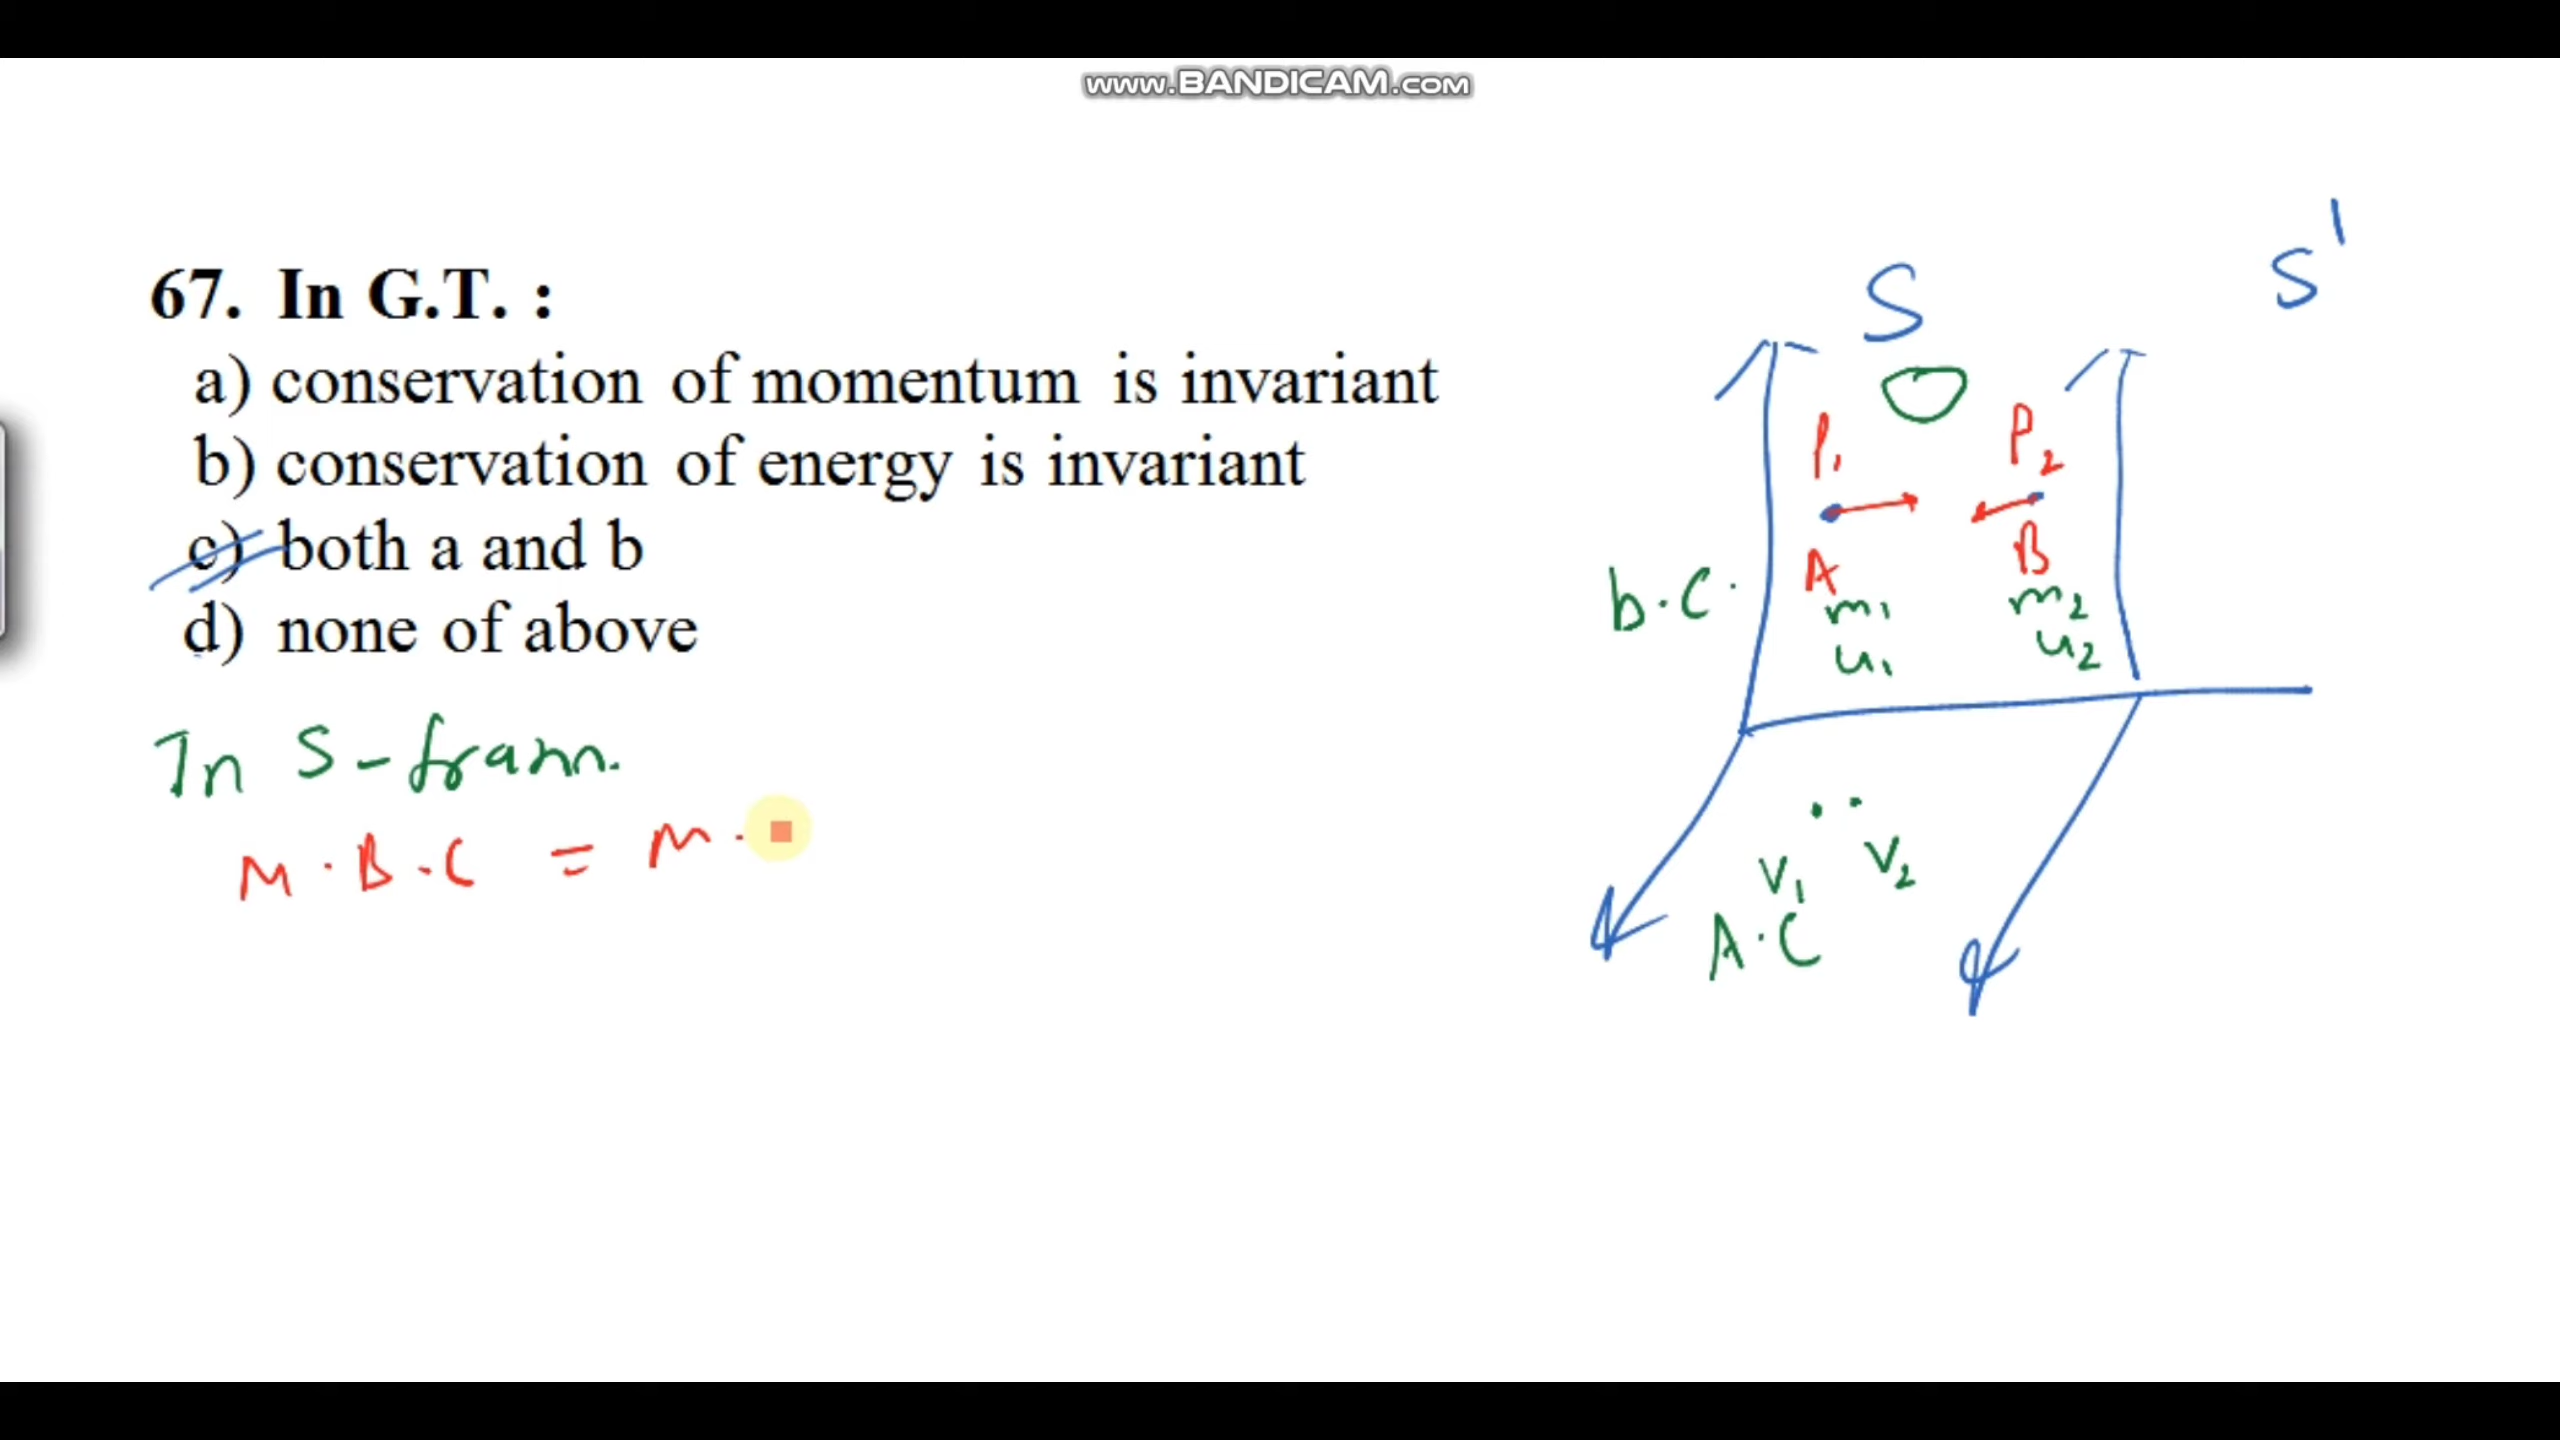 www.BANDICAM.com
67. In G.T. :
a) conservation of momentum is invariant
b) conservation of energy is invariant
c) both a and b
d) none of above
In S-fram.
M.B.C = M.
S
S'
P1
P2
A
B
b.C.
m1
m2
u1
u2
V1
V2
A.C